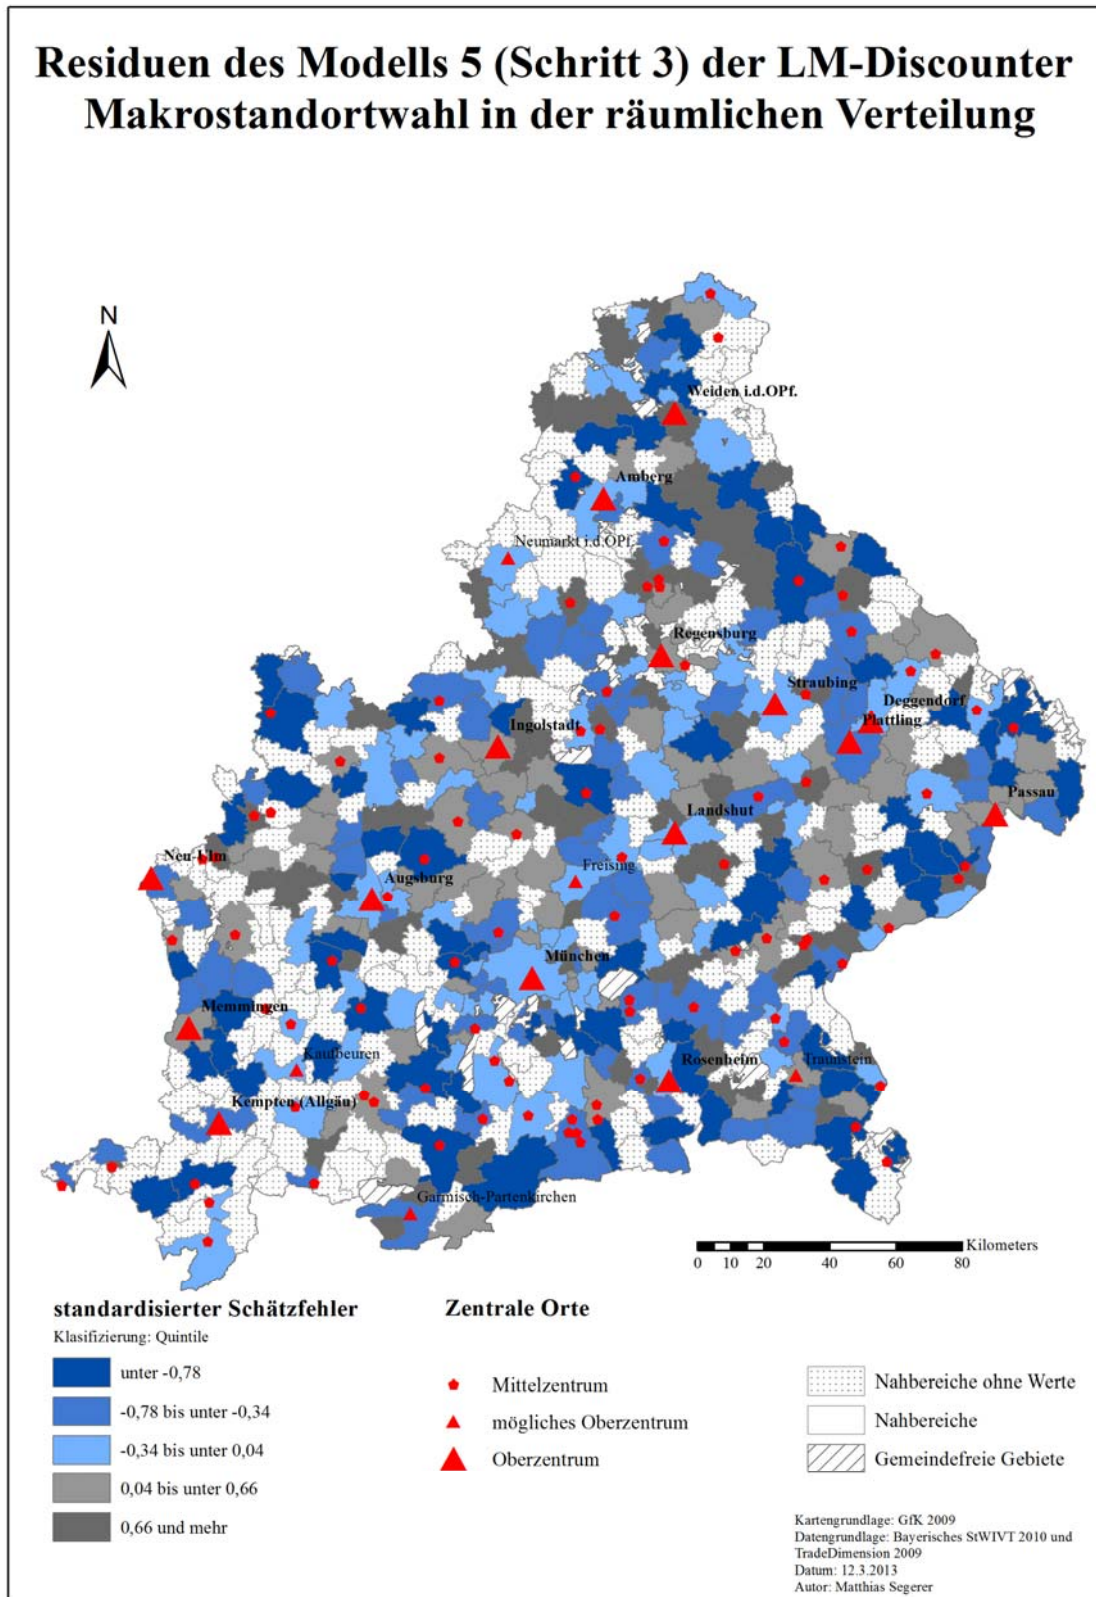 Residuen des Modells 5 (Schritt 3) der LM-Discounter
Makrostandortwahl in der räumlichen Verteilung
N
Weiden i.d.OPf.
Amberg
Neumarkt i.d.OPf.
Regensburg
Straubing
Deggendorf
Plattling
Ingolstadt
Passau
Landshut
Neu-Ulm
Freising
Augsburg
München
Memmingen
Kaufbeuren
Rosenheim
Traunstein
Kempten (Allgäu)
Garmisch-Partenkirchen
Kilometers
0 10 20 40 60 80
standardisierter Schätzfehler
Klasifizierung: Quintile
unter -0,78
-0,78 bis unter -0,34
-0,34 bis unter 0,04
0,04 bis unter 0,66
0,66 und mehr
Zentrale Orte
Mittelzentrum
mögliches Oberzentrum
Oberzentrum
Nahbereiche ohne Werte
Nahbereiche
Gemeindefreie Gebiete
Kartengrundlage: GfK 2009
Datengrundlage: Bayerisches StWIVT 2010 und
TradeDimension 2009
Datum: 12.3.2013
Autor: Matthias Segerer